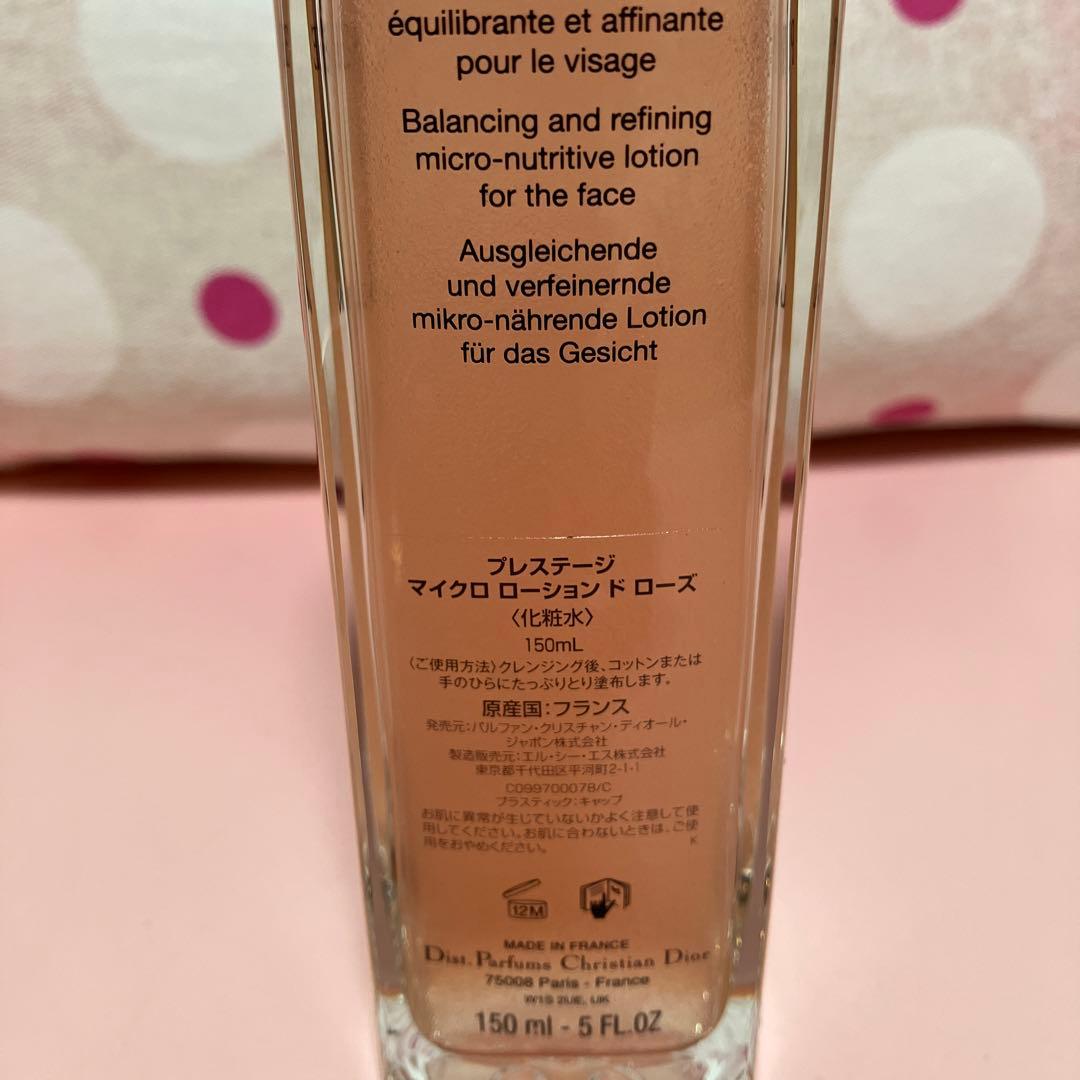 équilibrante et affinante
pour le visage
Balancing and refining
micro-nutritive lotion
for the face
Ausgleichende
und verfeinernde
mikro-nährende Lotion
für das Gesicht
プレステージ
マイクロ ローション ド ローズ
〈化粧水〉
150mL
〈ご使用方法〉クレンジング後、コットンまたは
手のひらにたっぷりとり塗布します。
原産国：フランス
発売元：パルファン・クリスチャン・ディオール・
ジャポン株式会社
製造販売元：エル・シー・エス株式会社
東京都千代田区平河町2-1-1
C099700078/C
プラスティック：キャップ
お肌に異常が生じていないかよく注意して使
用してください。お肌に合わないときは、ご使
用をおやめください。 K
12M
MADE IN FRANCE
Dist. Parfums Christian Dior
75008 Paris - France
W1S 2UE, UK
150 ml - 5 FL.OZ